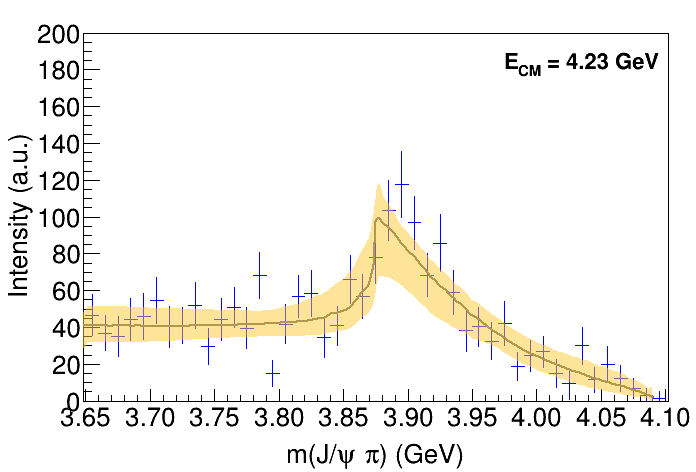 E_CM = 4.23 GeV
Intensity (a.u.)
200
180
160
140
120
100
80
60
40
20
0
3.65 3.70 3.75 3.80 3.85 3.90 3.95 4.00 4.05 4.10
m(J/ψ π) (GeV)